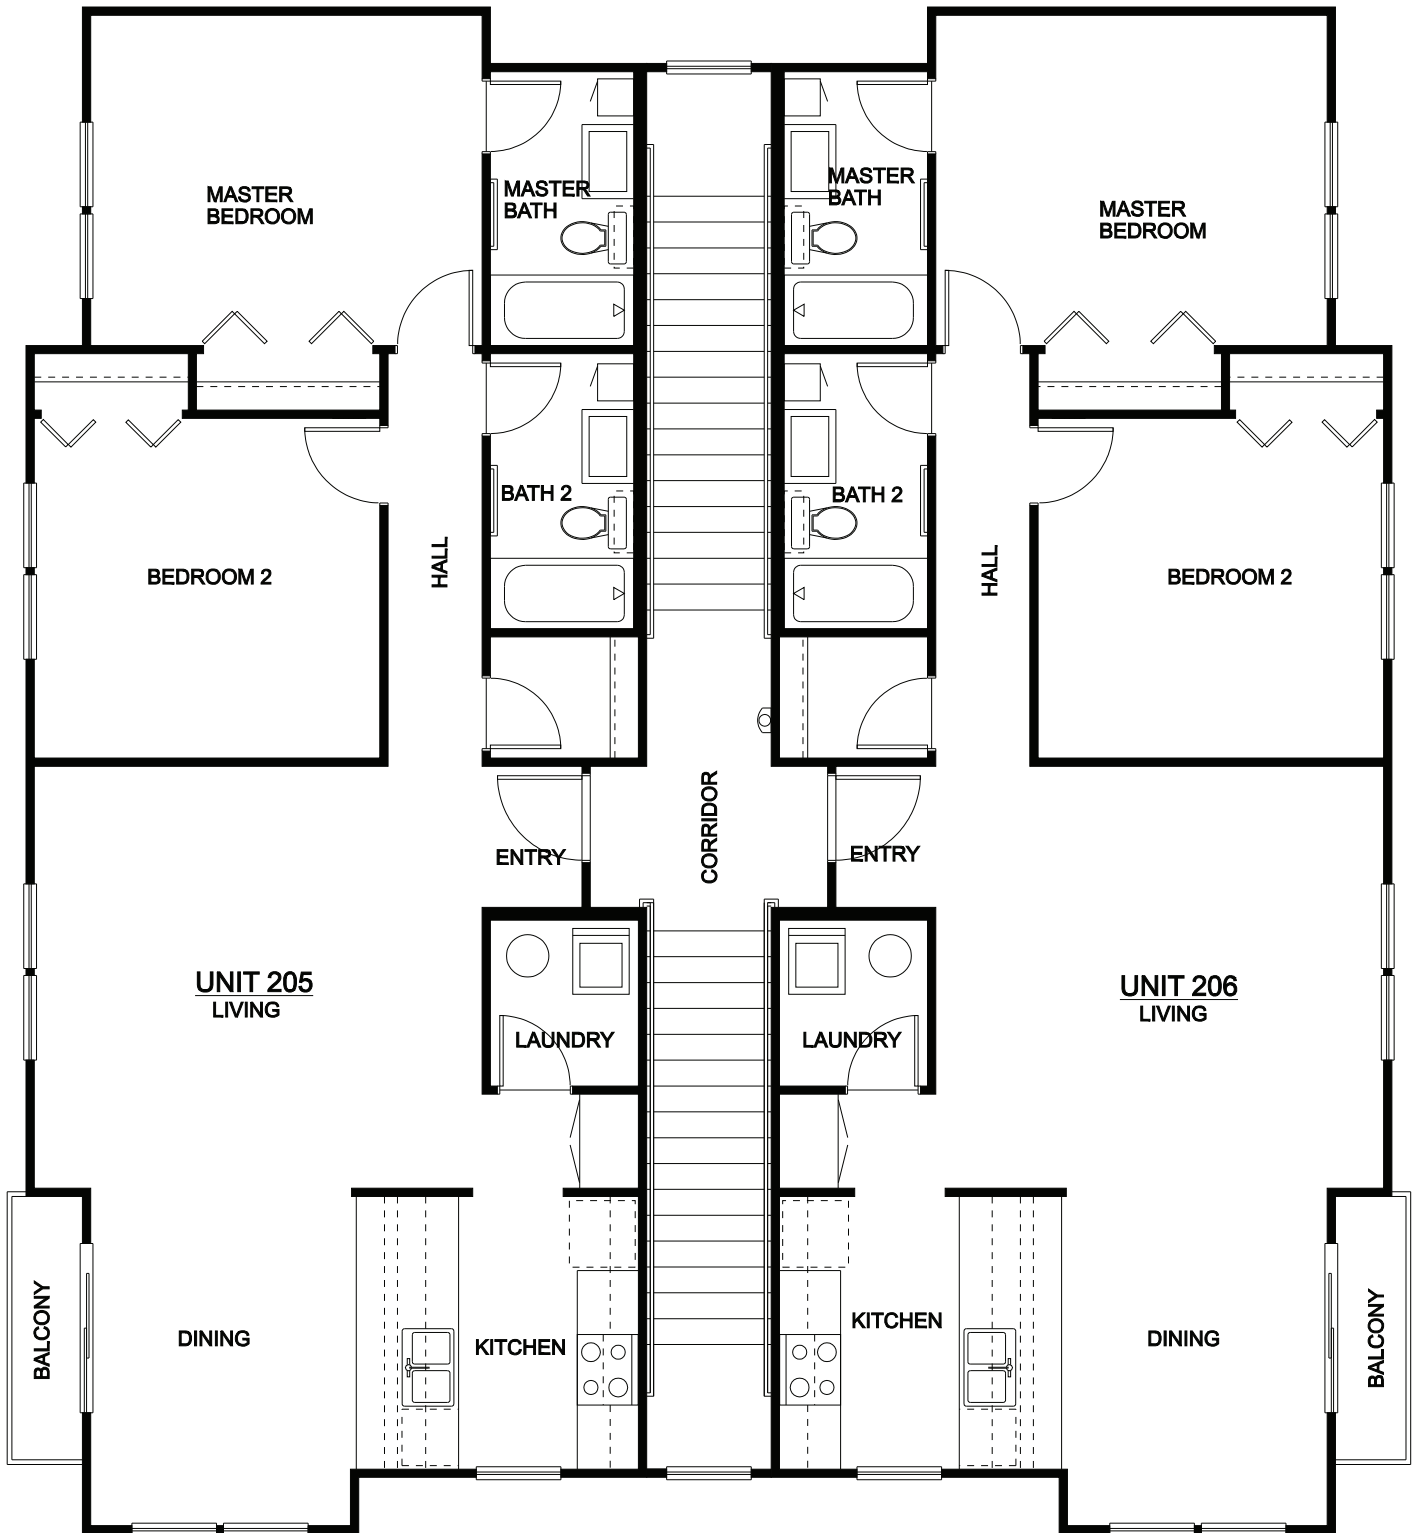 MASTER
BEDROOM
MASTER
BATH
MASTER
BATH
MASTER
BEDROOM
BATH 2
BATH 2
HALL
HALL
BEDROOM 2
BEDROOM 2
CORRIDOR
ENTRY
ENTRY
UNIT 205
LIVING
UNIT 206
LIVING
LAUNDRY
LAUNDRY
BALCONY
DINING
KITCHEN
KITCHEN
DINING
BALCONY